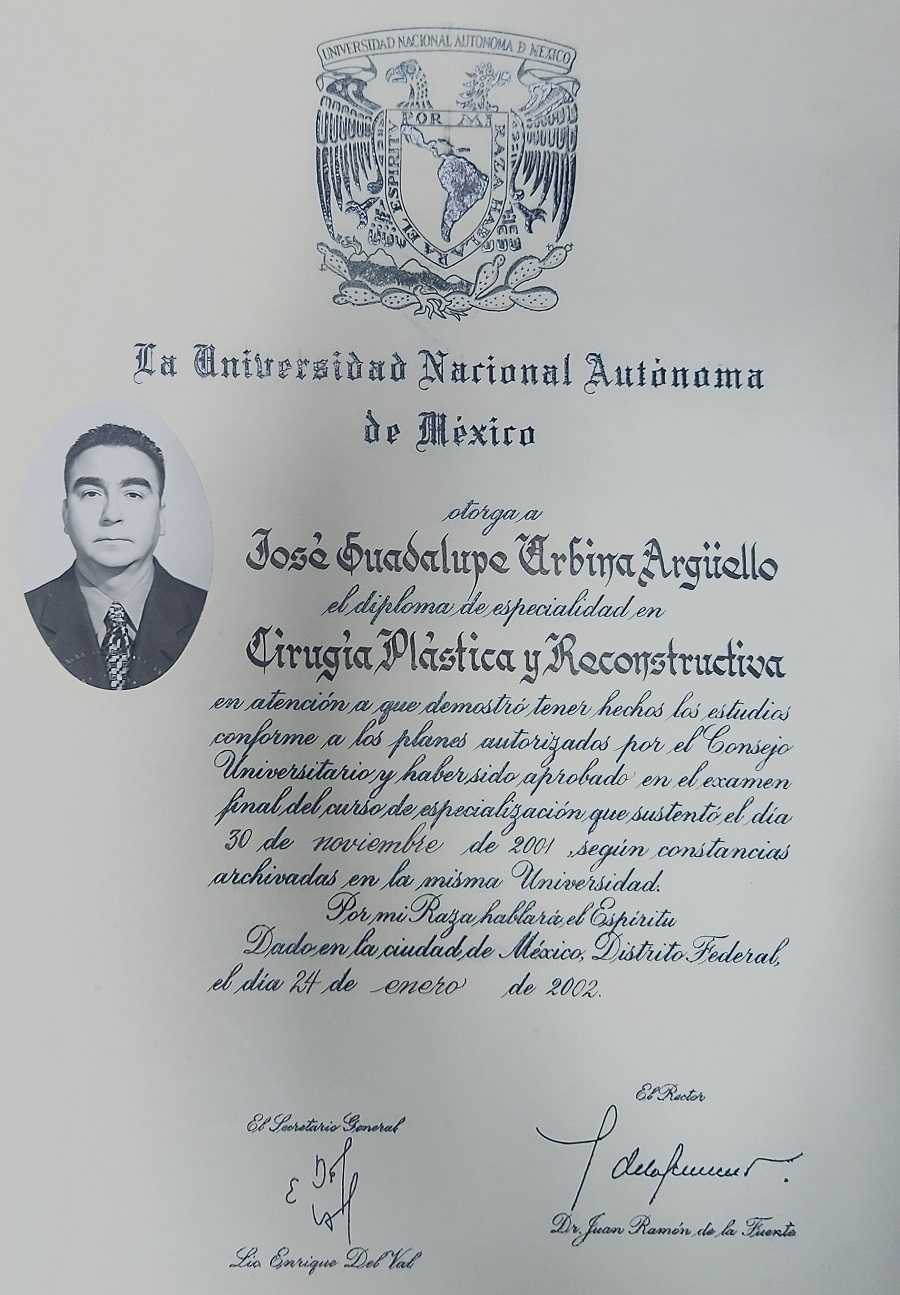 UNIVERSIDAD NACIONAL AUTONOMA D MEXICO
POR MI RAZA HABLARA EL ESPIRITU
La Universidad Nacional Autónoma
de México
otorga a
José Guadalupe Urbina Argüello
el diploma de especialidad en
Cirugía Plástica y Reconstructiva
en atención a que demostró tener hechos los estudios
conforme a los planes autorizados por el Consejo
Universitario y haber sido aprobado en el examen
final del curso de especialización que sustentó el día
30 de noviembre de 2001 , según constancias
archivadas en la misma Universidad.
Por mi Raza hablará el Espíritu
Dado en la ciudad de México, Distrito Federal,
el día 24 de enero de 2002.
El Secretario General
Lic Enrique Del Val
El Rector
Dr. Juan Ramón de la Fuente